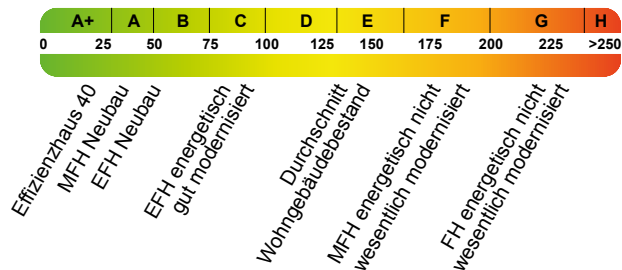 A+ A B C D E F G H
0 25 50 75 100 125 150 175 200 225 >250
Effizienzhaus 40
MFH Neubau
EFH Neubau
EFH energetisch
gut modernisiert
Durchschnitt
Wohngebäudebestand
MFH energetisch nicht
wesentlich modernisiert
FH energetisch nicht
wesentlich modernisiert